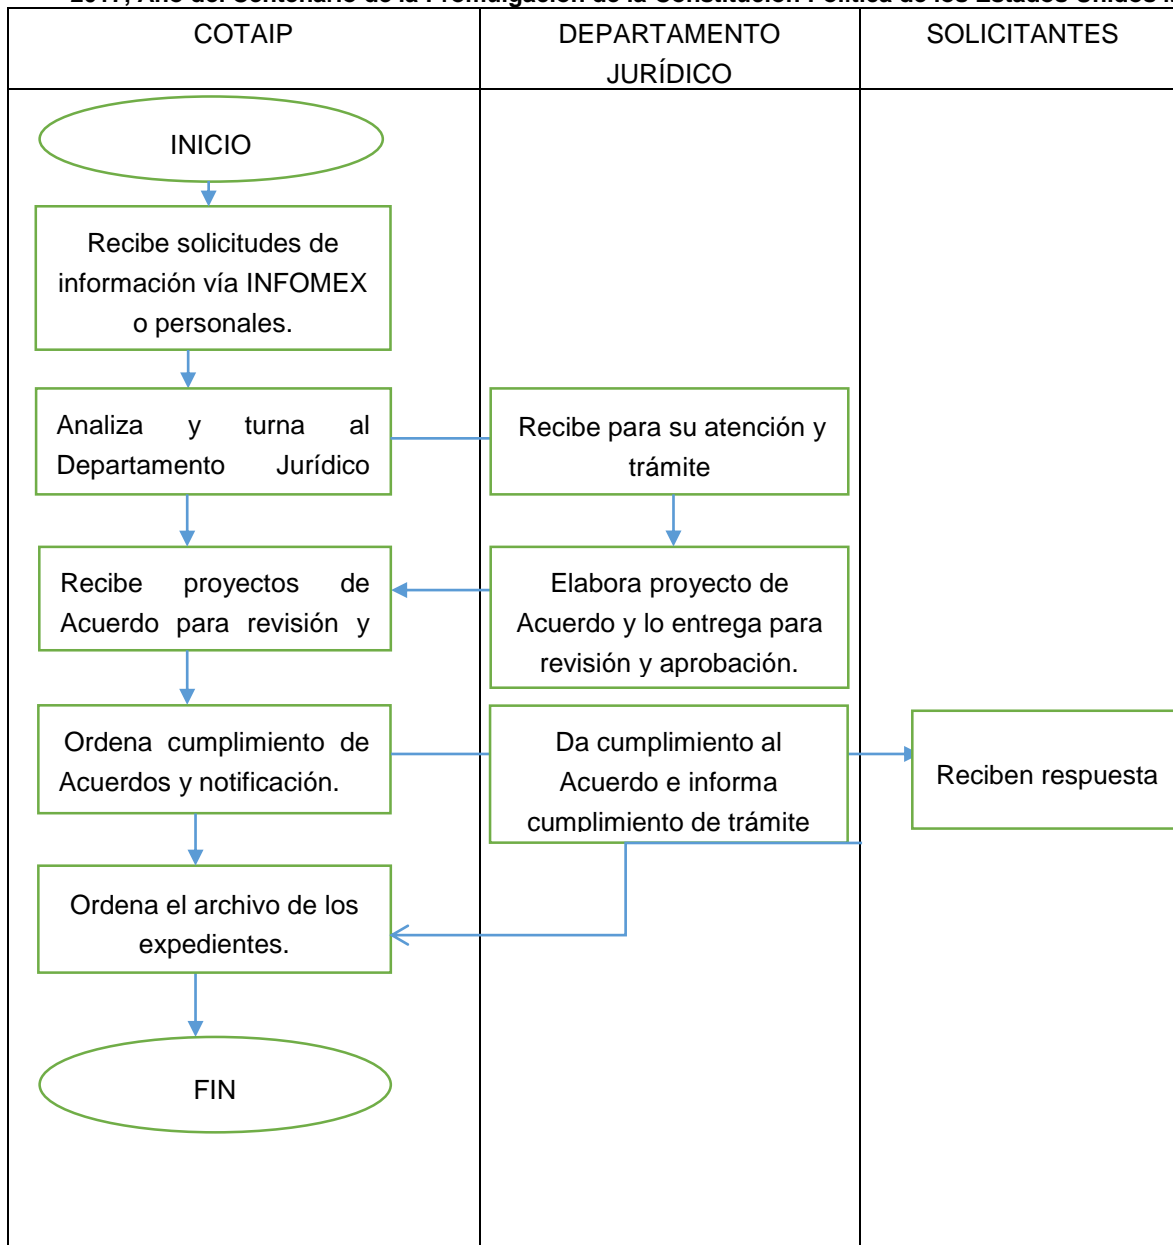 COTAIP
DEPARTAMENTO
JURÍDICO
SOLICITANTES
INICIO
Recibe solicitudes de
información vía INFOMEX
o personales.
Analiza y turna al
Departamento Jurídico
Recibe para su atención y
trámite
Recibe proyectos de
Acuerdo para revisión y
Elabora proyecto de
Acuerdo y lo entrega para
revisión y aprobación.
Ordena cumplimiento de
Acuerdos y notificación.
Da cumplimiento al
Acuerdo e informa
cumplimiento de trámite
Reciben respuesta
Ordena el archivo de los
expedientes.
FIN